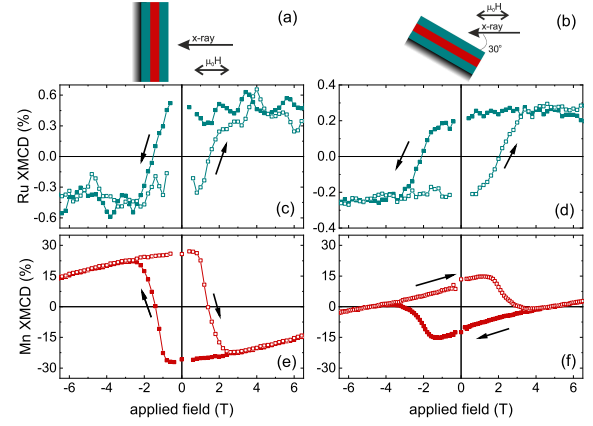 (a)
μ₀H
x-ray
(b)
x-ray
30°
μ₀H
Ru XMCD (%)
0.6
0.3
0.0
-0.3
-0.6
(c)
0.4
0.2
0.0
-0.2
-0.4
(d)
Mn XMCD (%)
30
15
0
-15
-30
(e)
(f)
-6 -4 -2 0 2 4 6
-6 -4 -2 0 2 4 6
applied field (T)
applied field (T)